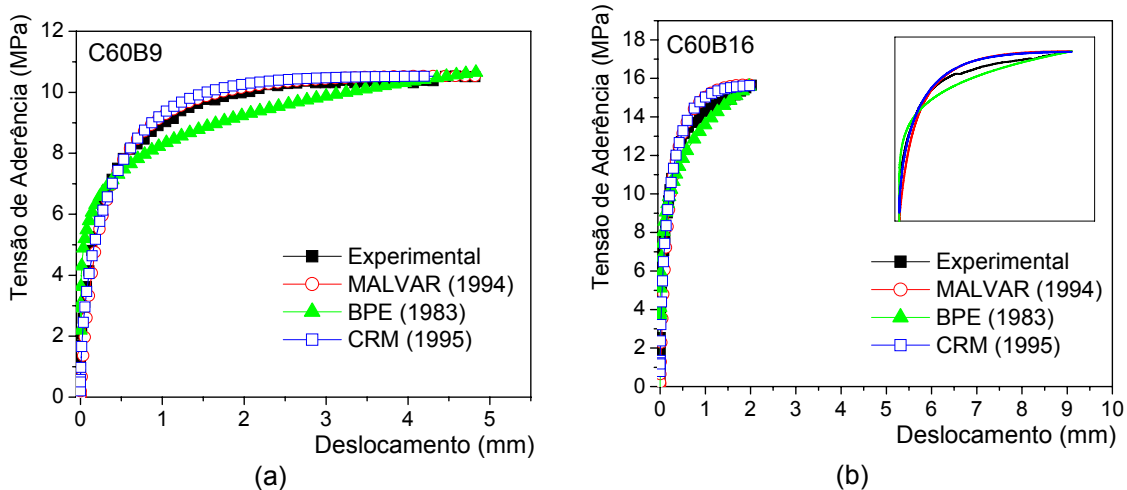 C60B9
Tensão de Aderência (MPa)
12
10
8
6
4
2
0
0 1 2 3 4 5
Deslocamento (mm)
Experimental
MALVAR (1994)
BPE (1983)
CRM (1995)
(a)
C60B16
Tensão de Aderência (MPa)
18
16
14
12
10
8
6
4
2
0
0 1 2 3 4 5 6 7 8 9 10
Deslocamento (mm)
Experimental
MALVAR (1994)
BPE (1983)
CRM (1995)
(b)